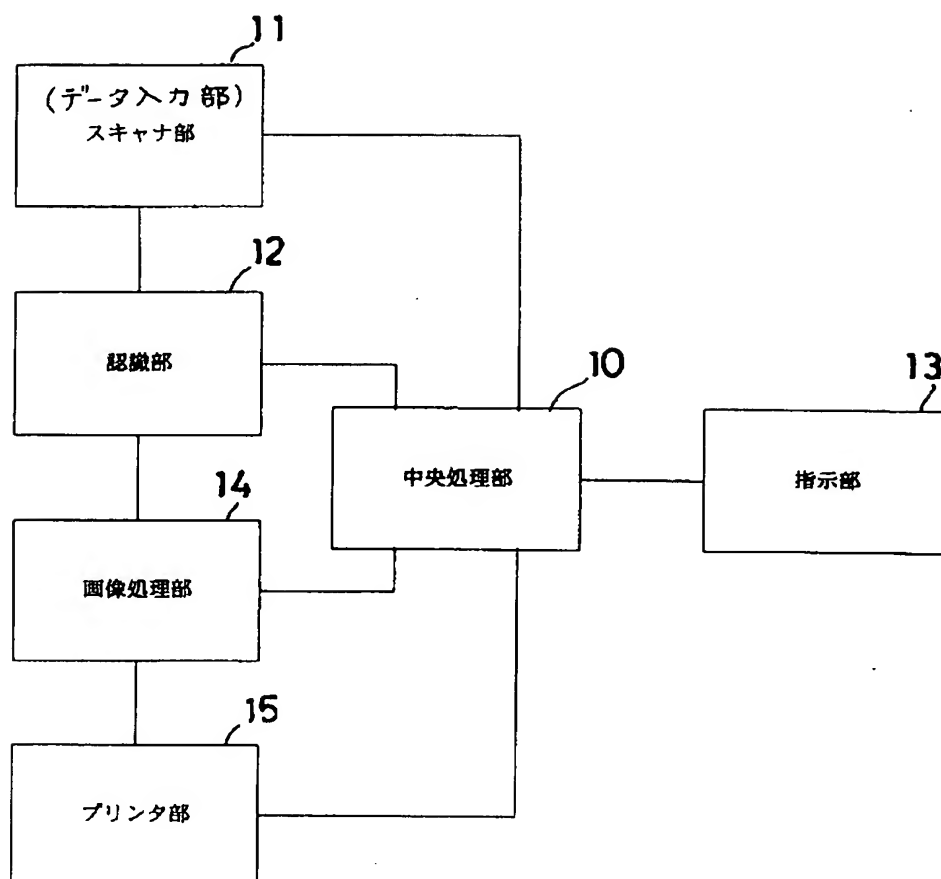 11
(データ入力部)
スキャナ部
12
認識部
10
13
中央処理部
指示部
14
画像処理部
15
プリンタ部